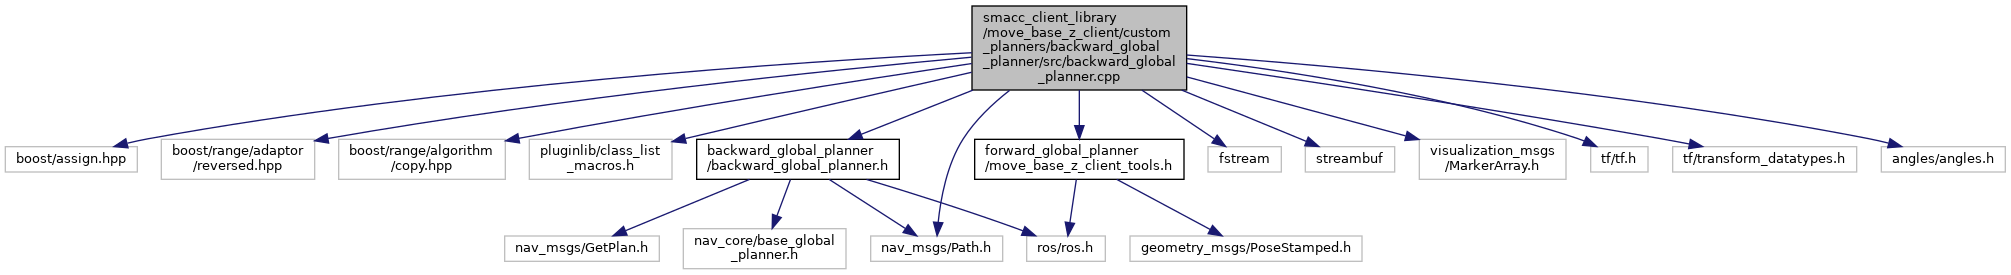 smacc_client_library
/move_base_z_client/custom
_planners/backward_global
_planner/src/backward_global
_planner.cpp
boost/assign.hpp
boost/range/adaptor
/reversed.hpp
boost/range/algorithm
/copy.hpp
pluginlib/class_list
_macros.h
backward_global_planner
/backward_global_planner.h
forward_global_planner
/move_base_z_client_tools.h
fstream
streambuf
visualization_msgs
/MarkerArray.h
tf/tf.h
tf/transform_datatypes.h
angles/angles.h
nav_msgs/GetPlan.h
nav_core/base_global
_planner.h
nav_msgs/Path.h
ros/ros.h
geometry_msgs/PoseStamped.h